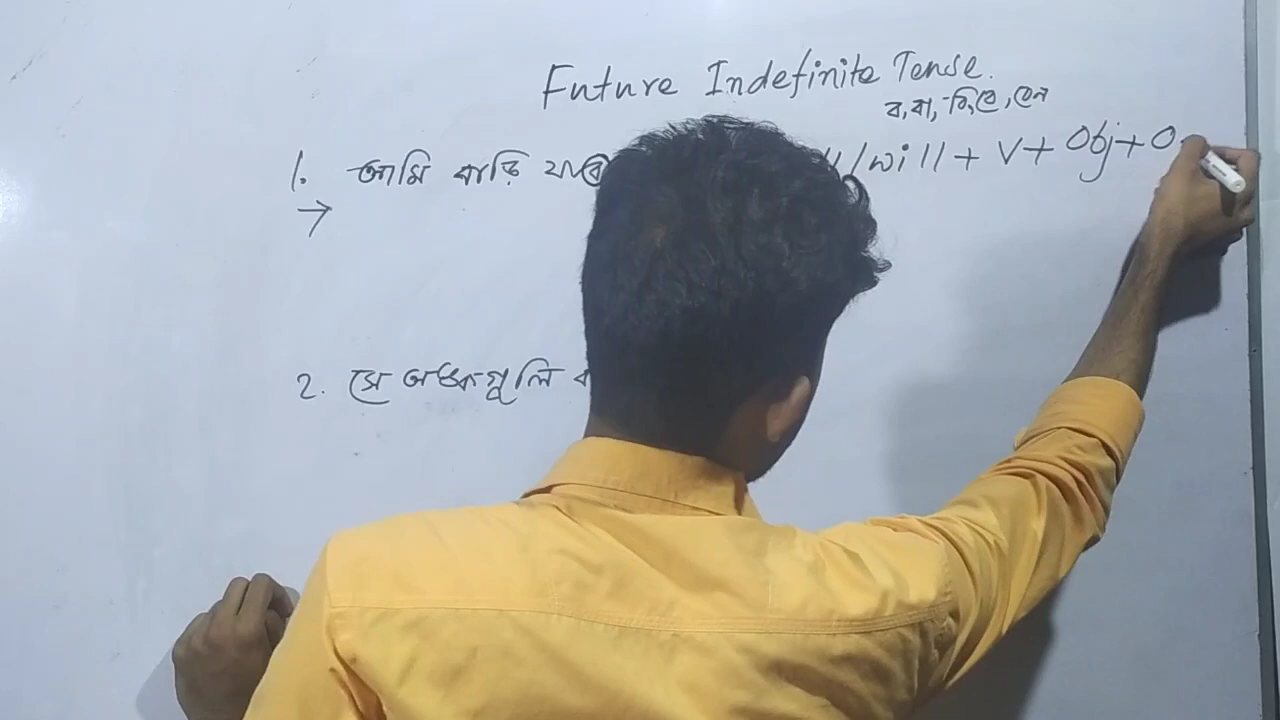 Future Indefinite Tense.
ব, বা, বি, বে, বেন
1. আমি বাড়ি যাবো /will + V + Obj + O
→
2. সে অঙ্কগুলি